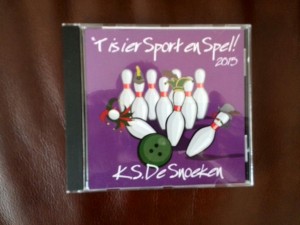 'T is ier Sport en Spel!
2013
K.S. De Snoeken